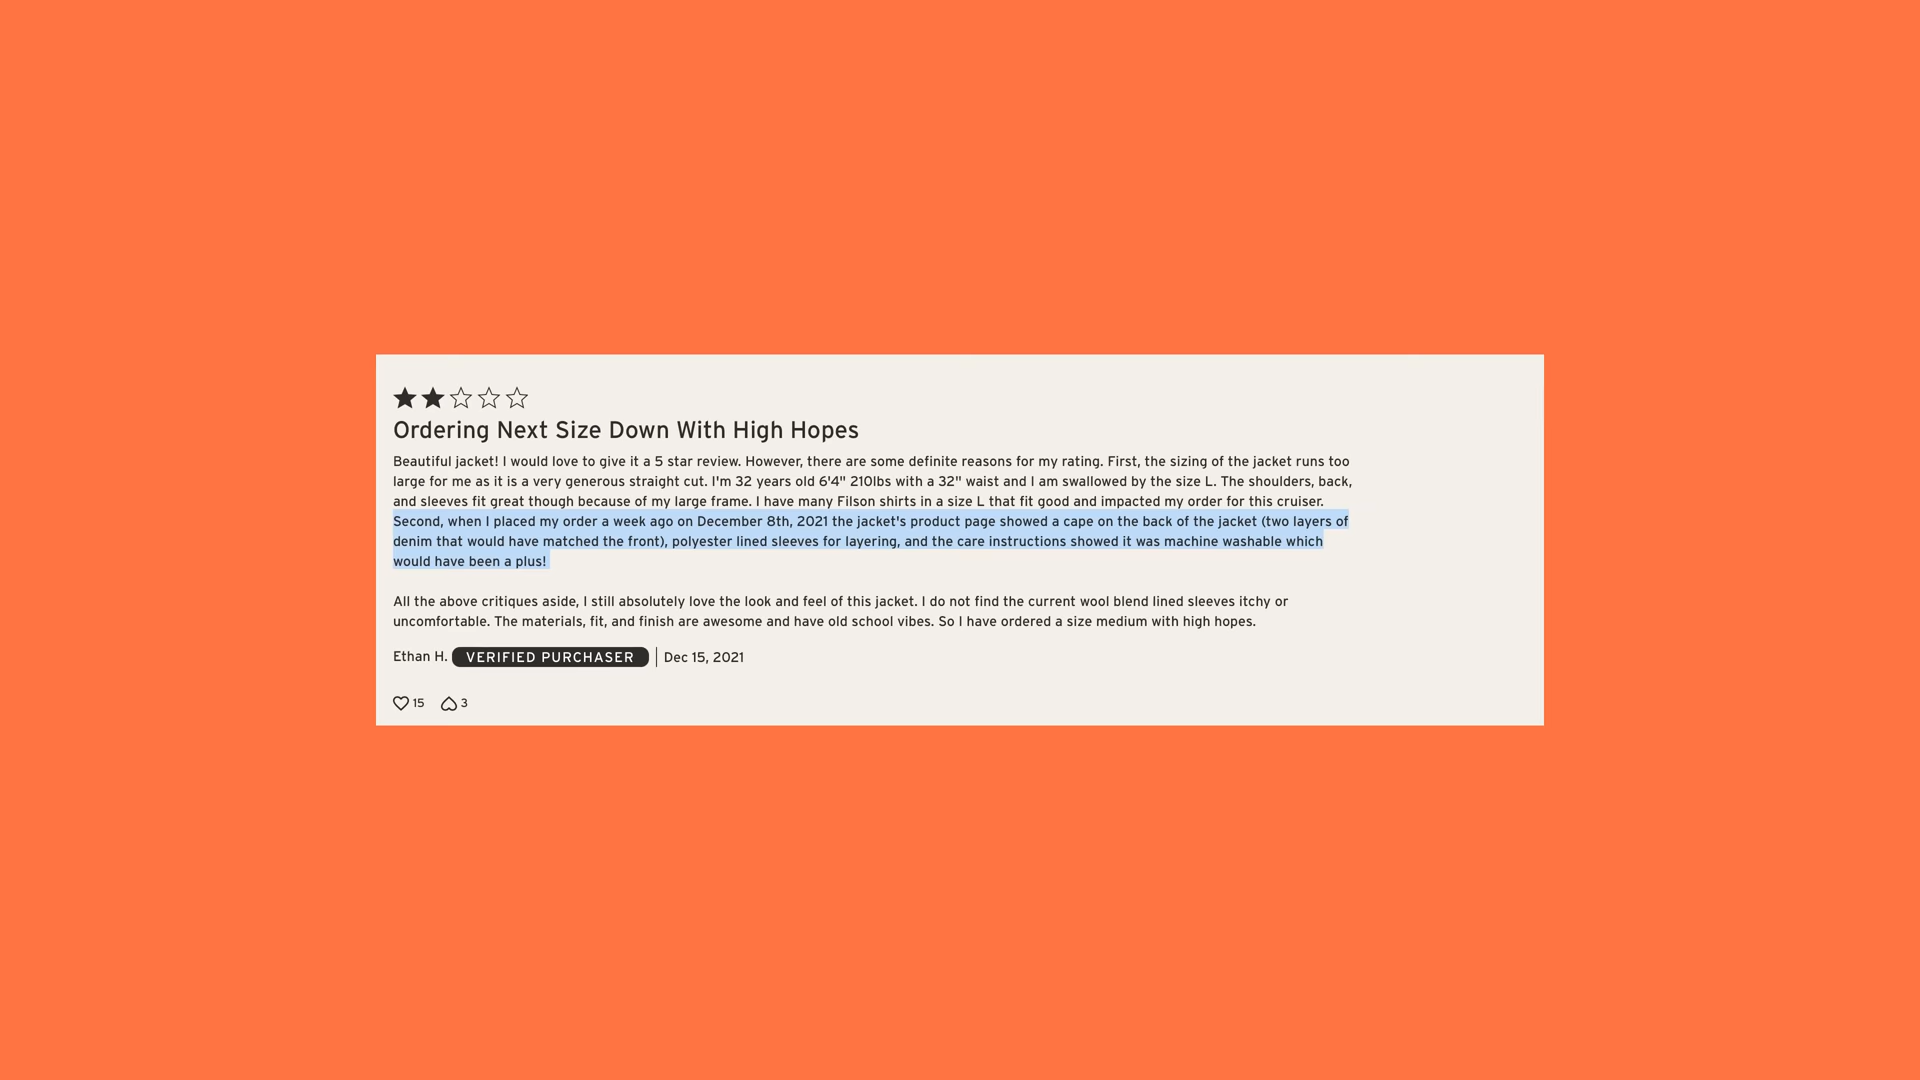 Ordering Next Size Down With High Hopes
Beautiful jacket! I would love to give it a 5 star review. However, there are some definite reasons for my rating. First, the sizing of the jacket runs too
large for me as it is a very generous straight cut. I'm 32 years old 6'4" 210lbs with a 32" waist and I am swallowed by the size L. The shoulders, back,
and sleeves fit great though because of my large frame. I have many Filson shirts in a size L that fit good and impacted my order for this cruiser.
Second, when I placed my order a week ago on December 8th, 2021 the jacket's product page showed a cape on the back of the jacket (two layers of
denim that would have matched the front), polyester lined sleeves for layering, and the care instructions showed it was machine washable which
would have been a plus!
All the above critiques aside, I still absolutely love the look and feel of this jacket. I do not find the current wool blend lined sleeves itchy or
uncomfortable. The materials, fit, and finish are awesome and have old school vibes. So I have ordered a size medium with high hopes.
Ethan H. VERIFIED PURCHASER Dec 15, 2021
15 3